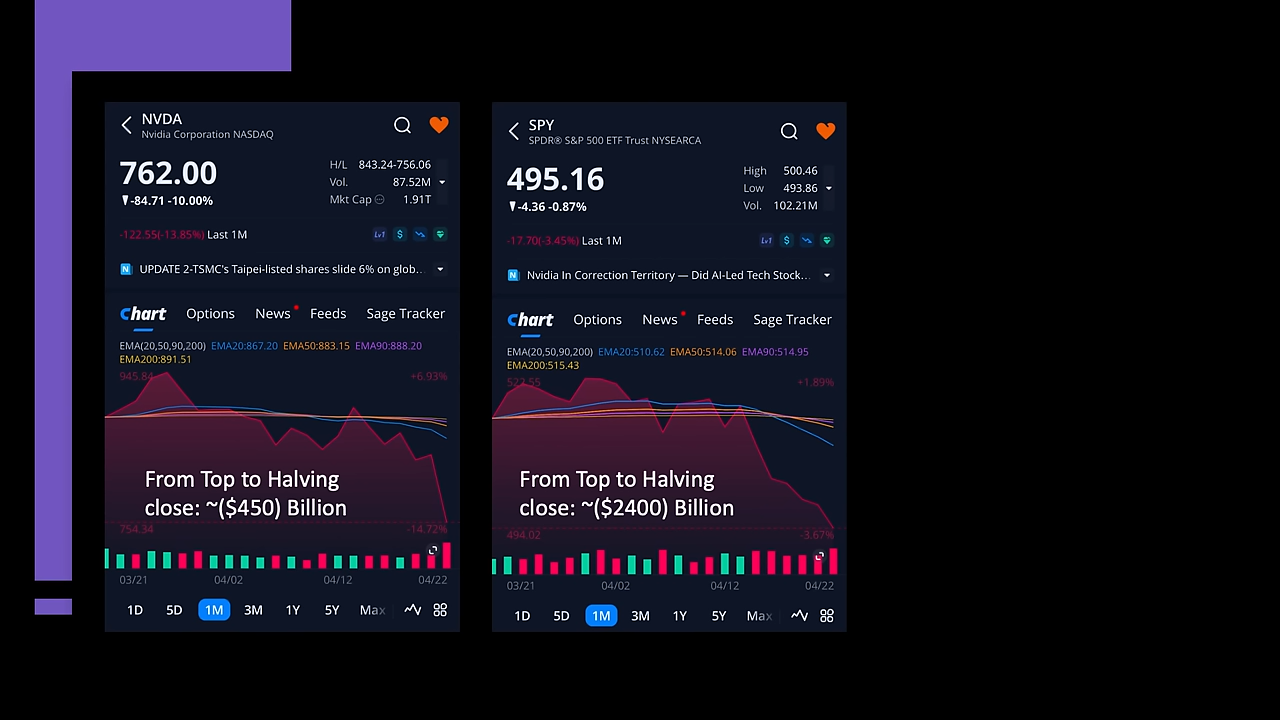 NVDA
Nvidia Corporation NASDAQ
762.00
-84.71 -10.00%
H/L 843.24-756.06
Vol. 87.52M
Mkt Cap 1.91T
-122.55(-13.85%) Last 1M
Lv1 $
N UPDATE 2-TSMC's Taipei-listed shares slide 6% on glob...
Chart Options News Feeds Sage Tracker
EMA(20,50,90,200) EMA20:867.20 EMA50:883.15 EMA90:888.20
EMA200:891.51
945.84 +6.93%
From Top to Halving
close: ~($450) Billion
754.34 -14.72%
03/21 04/02 04/12 04/22
1D 5D 1M 3M 1Y 5Y Max
SPY
SPDR® S&P 500 ETF Trust NYSEARCA
495.16
-4.36 -0.87%
High 500.46
Low 493.86
Vol. 102.21M
-17.70(-3.45%) Last 1M
Lv1 $
N Nvidia In Correction Territory — Did AI-Led Tech Stock...
Chart Options News Feeds Sage Tracker
EMA(20,50,90,200) EMA20:510.62 EMA50:514.06 EMA90:514.95
EMA200:515.43
522.55 +1.89%
From Top to Halving
close: ~($2400) Billion
494.02 -3.67%
03/21 04/02 04/12 04/22
1D 5D 1M 3M 1Y 5Y Max